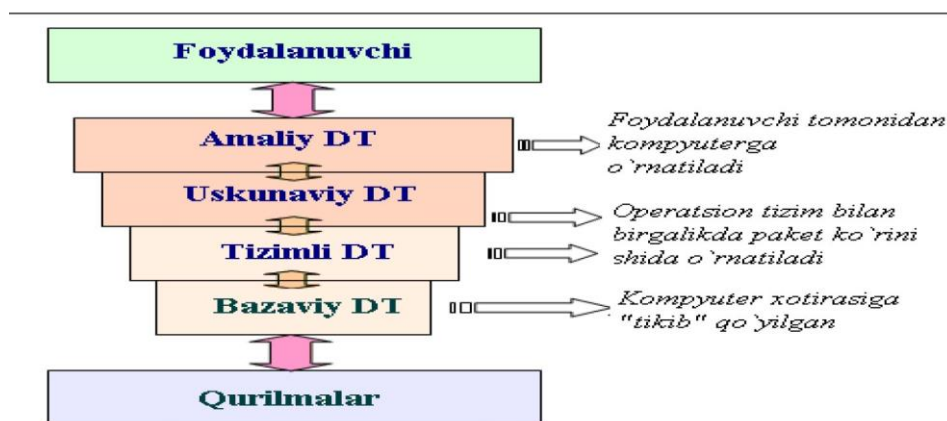 Foydalanuvchi
Amaliy DT
Foydalanuvchi tomonidan
kompyuterga
o`rnatiladi
Uskunaviy DT
Operatsion tizim bilan
birgalikda paket ko`rini
shida o`rnatiladi
Tizimli DT
Bazaviy DT
Kompyuter xotirasiga
"tikib" qo`yilgan
Qurilmalar